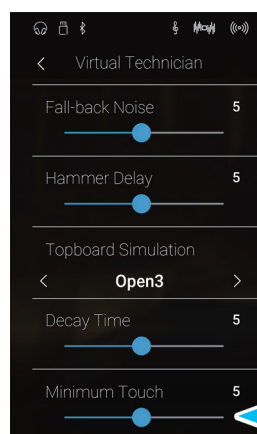 Virtual Technician
Fall-back Noise 5
Hammer Delay 5
Topboard Simulation
Open3
Decay Time 5
Minimum Touch 5